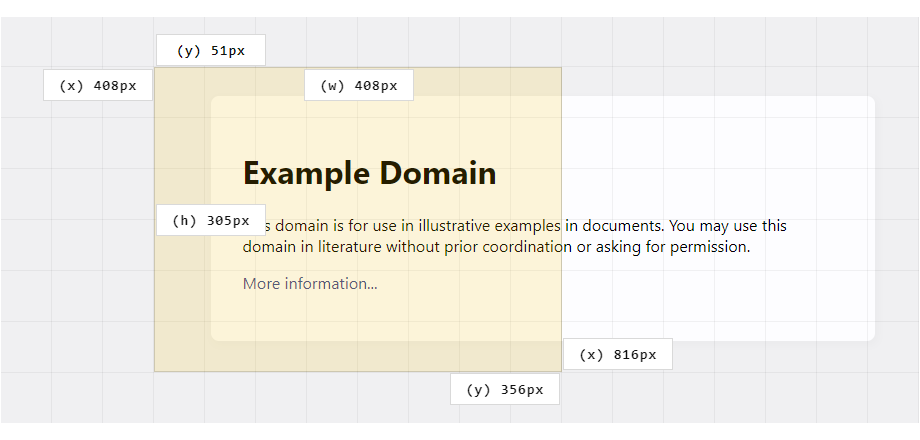 (y) 51px
(x) 408px
(w) 408px
Example Domain
(h) 305px
s domain is for use in illustrative examples in documents. You may use this
domain in literature without prior coordination or asking for permission.
More information...
(x) 816px
(y) 356px